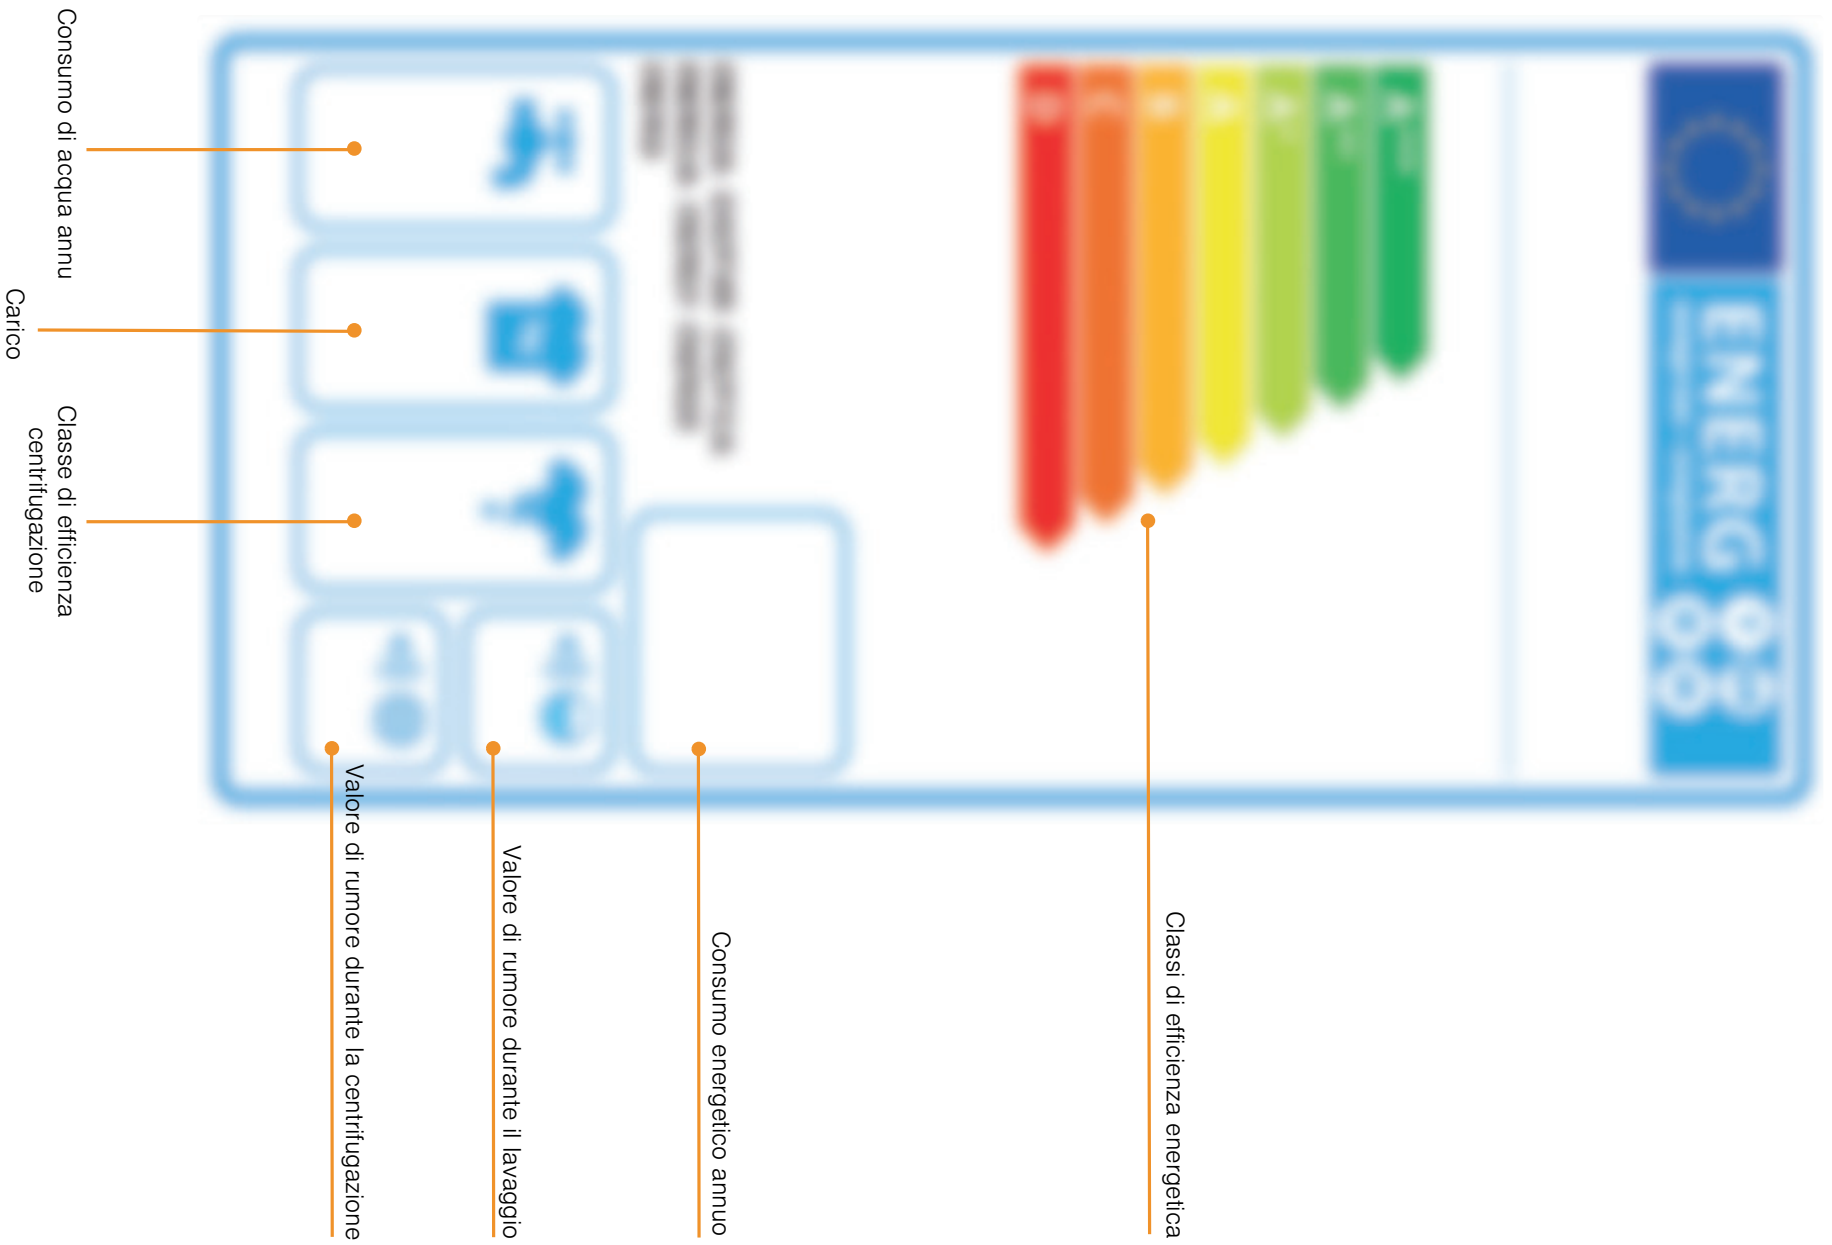 ENERG
A
B
C
D
Classi di efficienza energetica
Consumo energetico annuo
Valore di rumore durante il lavaggio
Valore di rumore durante la centrifugazione
Consumo di acqua annu
Carico
Classe di efficienza
centrifugazione